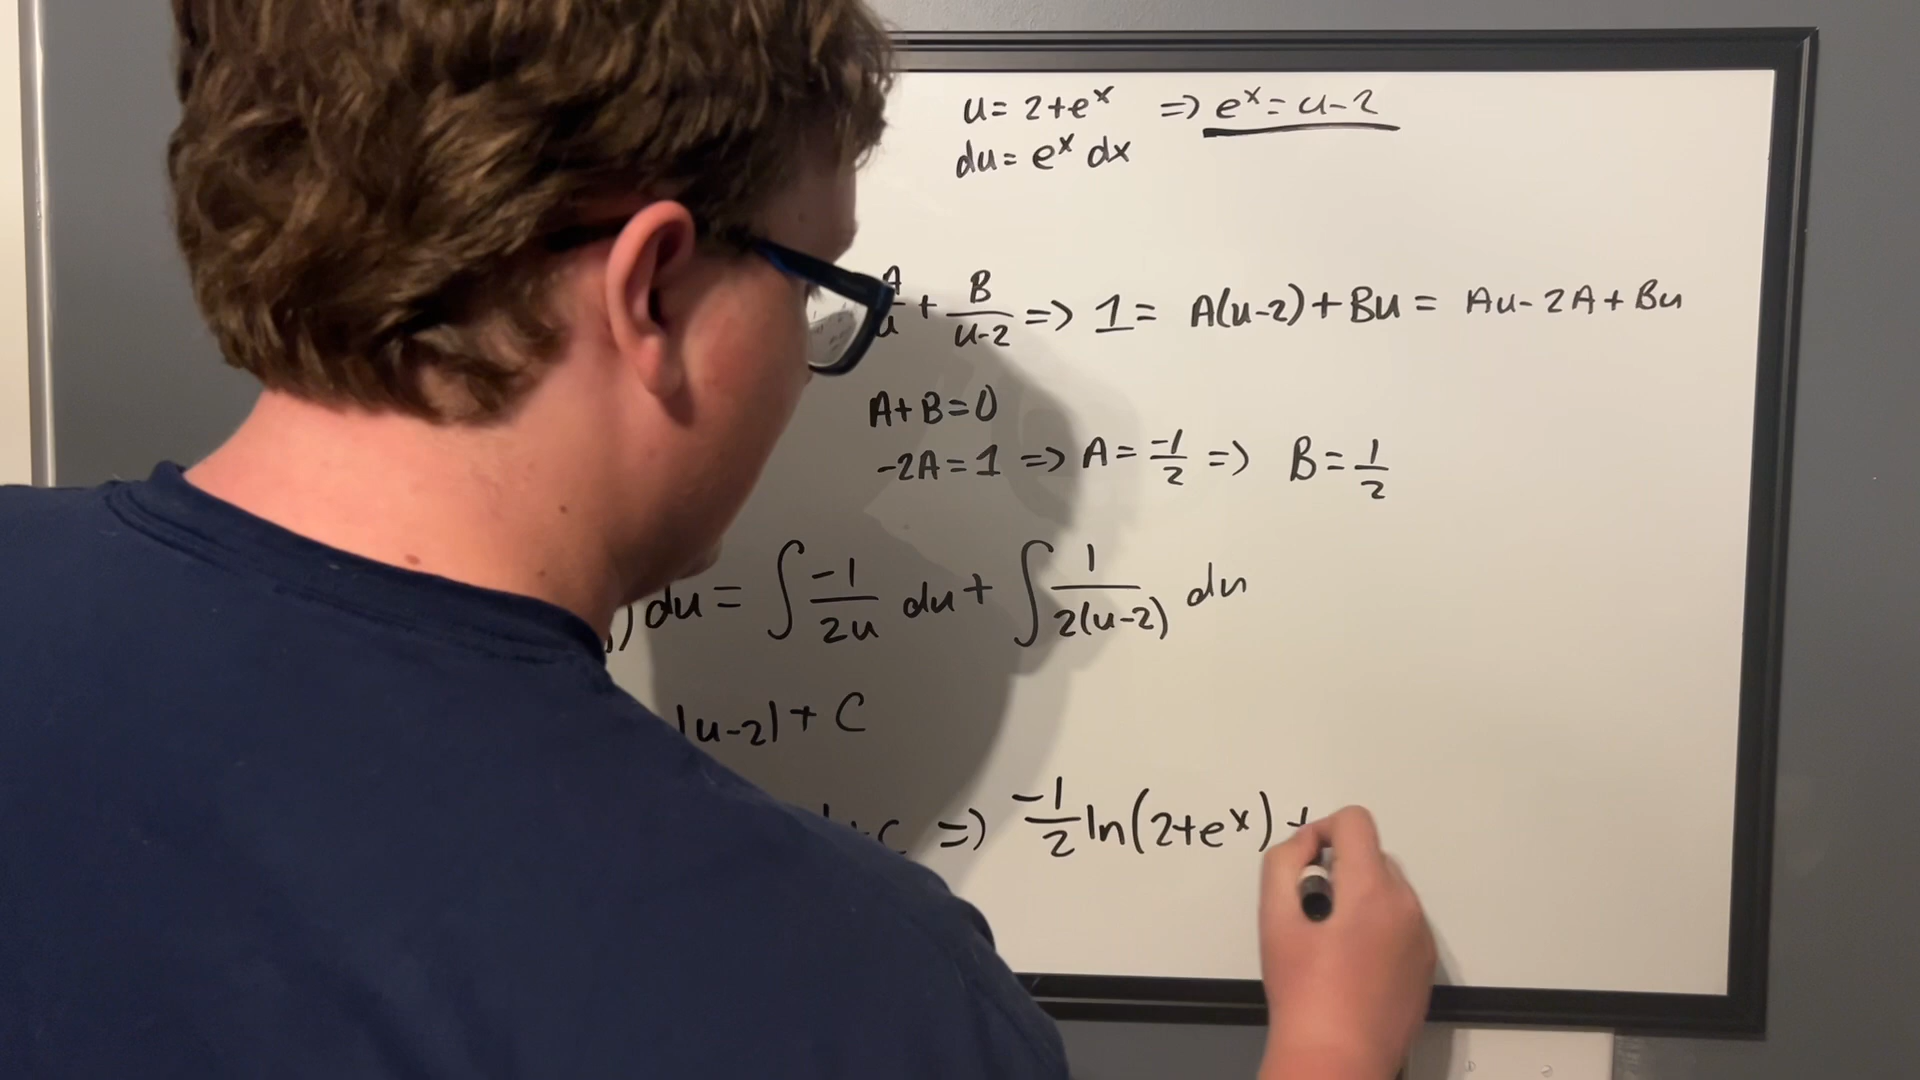 u = 2+e^x => e^x = u-2
du = e^x dx
A/u + B/(u-2) => 1 = A(u-2)+Bu = Au-2A+Bu
A+B=0
-2A=1 => A = -1/2 => B = 1/2
) du = ∫ -1/2u du + ∫ 1/2(u-2) du
|u-2| + C
+C => -1/2 ln(2+e^x) +